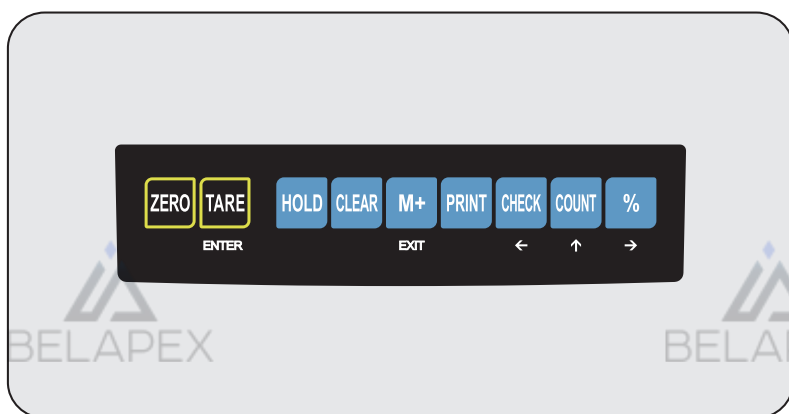 ZERO TARE HOLD CLEAR M+ PRINT CHECK COUNT %
ENTER EXIT ← ↑ →
BELAPEX BELAP